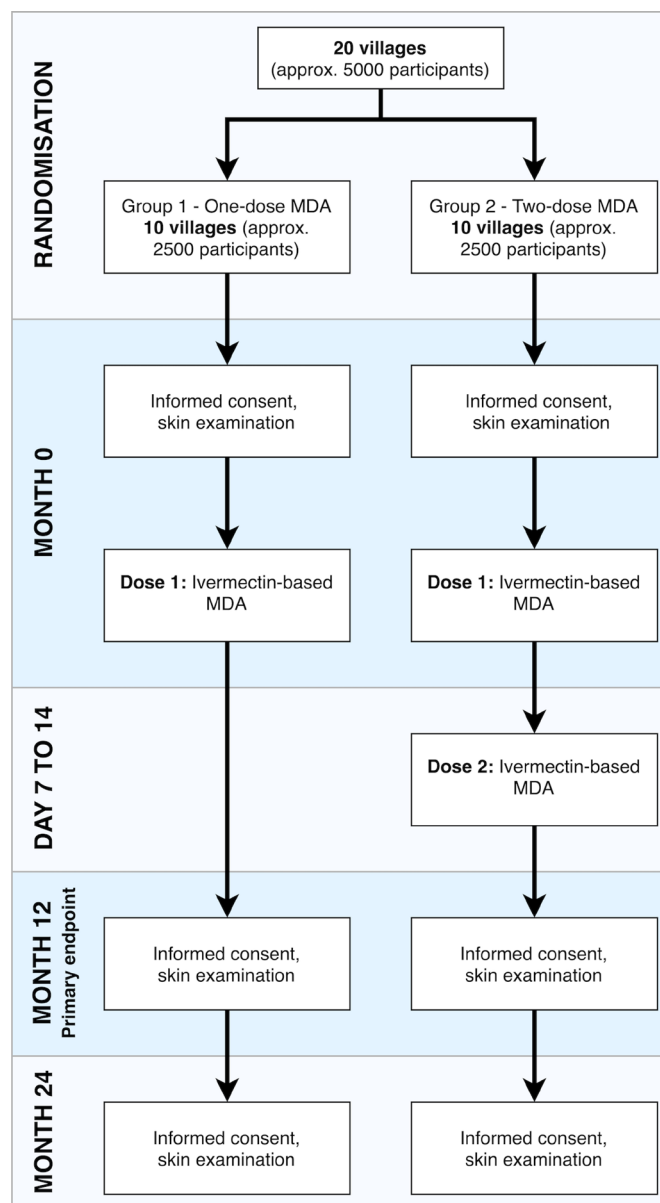 RANDOMISATION
20 villages
(approx. 5000 participants)
Group 1 - One-dose MDA
10 villages (approx.
2500 participants)
Group 2 - Two-dose MDA
10 villages (approx.
2500 participants)
MONTH 0
Informed consent,
skin examination
Informed consent,
skin examination
Dose 1: Ivermectin-based
MDA
Dose 1: Ivermectin-based
MDA
DAY 7 TO 14
Dose 2: Ivermectin-based
MDA
MONTH 12
Primary endpoint
Informed consent,
skin examination
Informed consent,
skin examination
MONTH 24
Informed consent,
skin examination
Informed consent,
skin examination